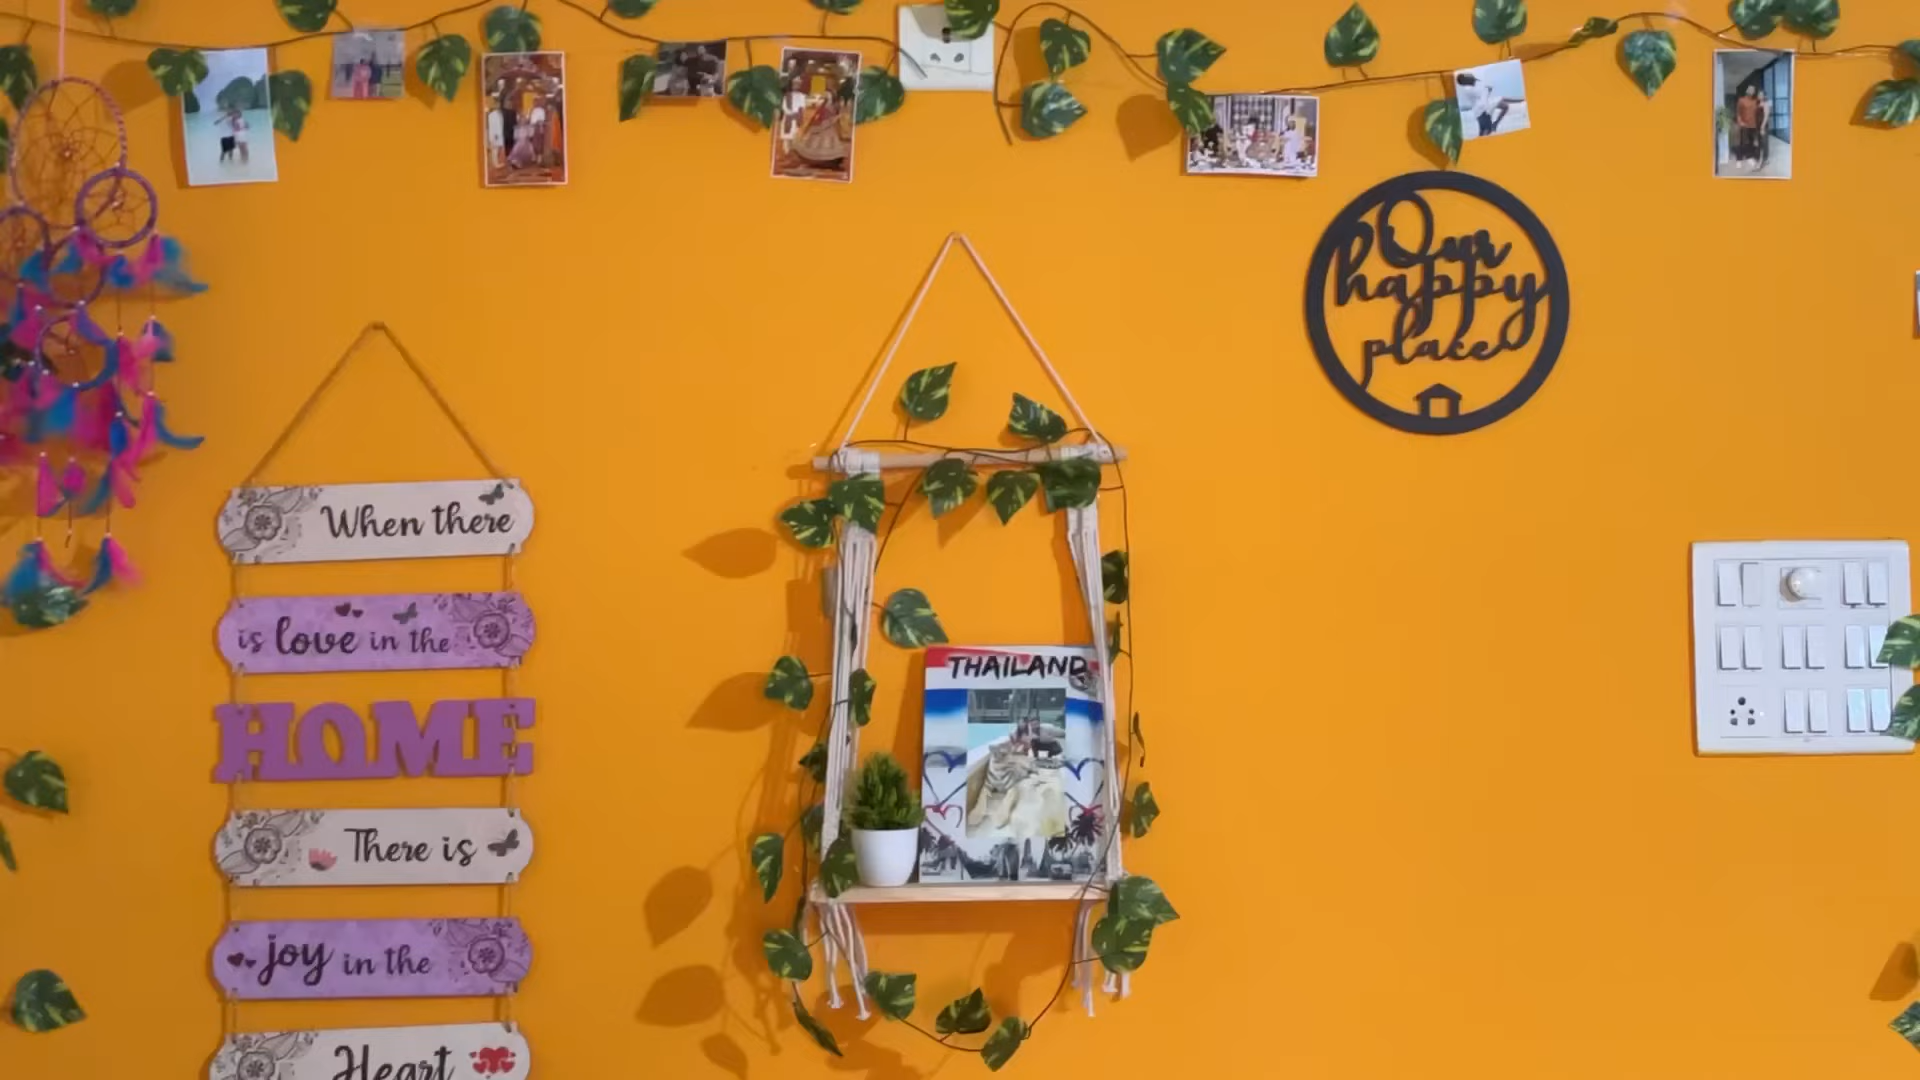 Our
happy
place
When there
is love in the
HOME
There is
joy in the
Heart
THAILAND